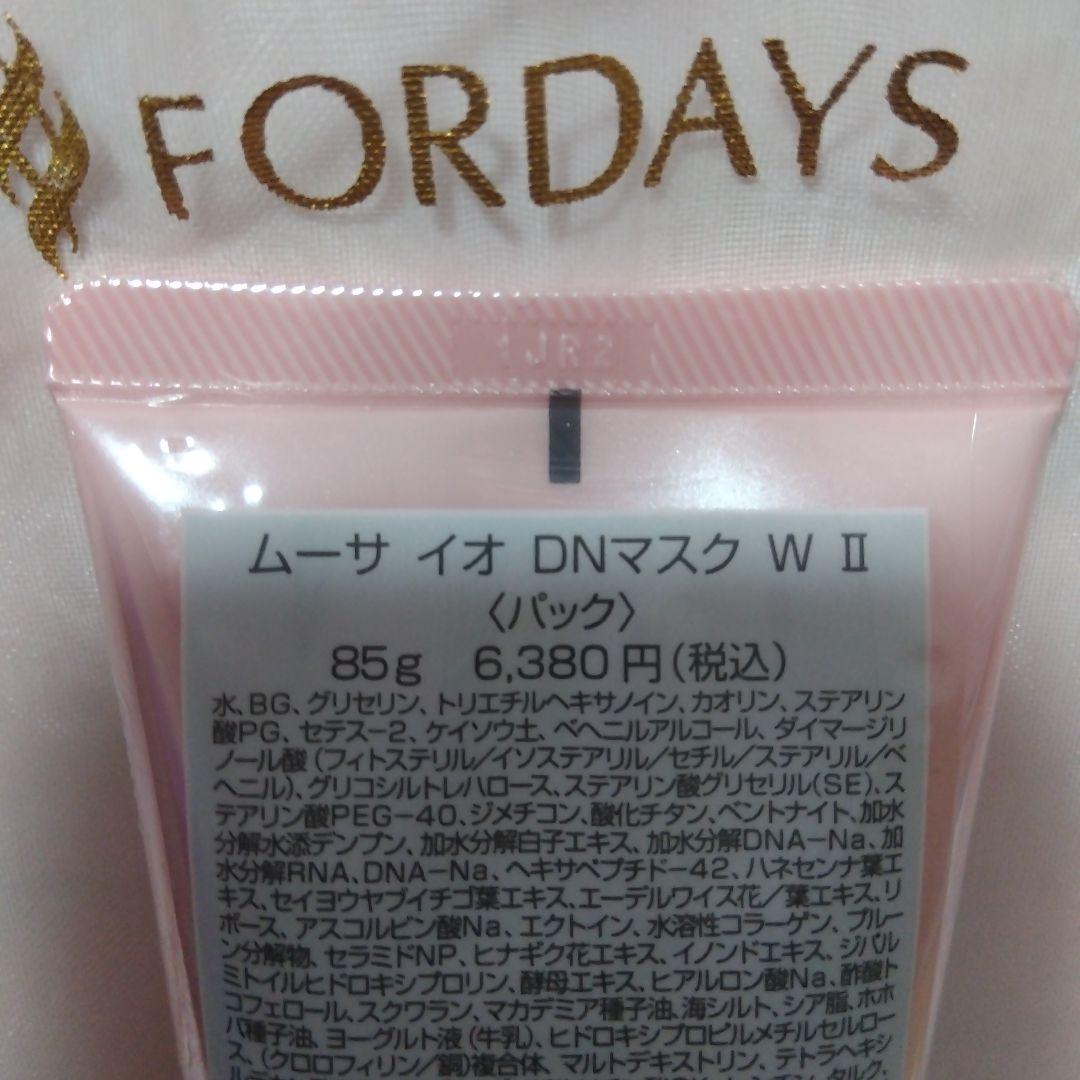 FORDAYS
1JR2
ムーサ イオ DNマスク W Ⅱ
〈パック〉
85g 6,380円(税込)
水、BG、グリセリン、トリエチルヘキサノイン、カオリン、ステアリン
酸PG、セテス-2、ケイソウ土、ベヘニルアルコール、ダイマージリ
ノール酸(フィトステリル/イソステアリル/セチル/ステアリル/ベ
ヘニル)、グリコシルトレハロース、ステアリン酸グリセリル(SE)、ス
テアリン酸PEG-40、ジメチコン、酸化チタン、ベントナイト、加水
分解水添デンプン、加水分解白子エキス、加水分解DNA-Na、加
水分解RNA、DNA-Na、ヘキサペプチド-42、ハネセンナ葉エ
キス、セイヨウヤブイチゴ葉エキス、エーデルワイス花/葉エキス、リ
ボース、アスコルビン酸Na、エクトイン、水溶性コラーゲン、プルー
ン分解物、セラミドNP、ヒナギク花エキス、イノンドエキス、ジパル
ミトイルヒドロキシプロリン、酵母エキス、ヒアルロン酸Na、酢酸ト
コフェロール、スクワラン、マカデミア種子油、海シルト、シア脂、ホホ
バ種子油、ヨーグルト液(牛乳)、ヒドロキシプロピルメチルセルロー
ス、(クロロフィリン/銅)複合体、マルトデキストリン、テトラヘキシ